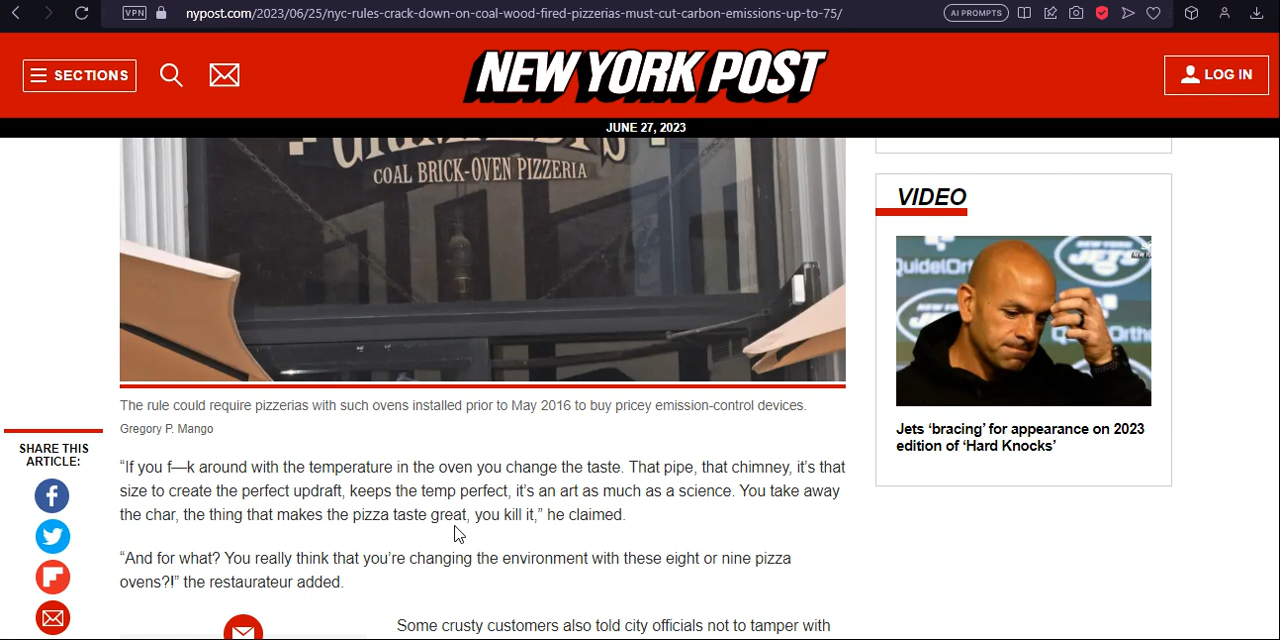 VPN
nypost.com/2023/06/25/nyc-rules-crack-down-on-coal-wood-fired-pizzerias-must-cut-carbon-emissions-up-to-75/
AI PROMPTS
SECTIONS
NEW YORK POST
LOG IN
JUNE 27, 2023
COAL BRICK-OVEN PIZZERIA
The rule could require pizzerias with such ovens installed prior to May 2016 to buy pricey emission-control devices.
Gregory P. Mango
SHARE THIS
ARTICLE:
“If you f—k around with the temperature in the oven you change the taste. That pipe, that chimney, it’s that
size to create the perfect updraft, keeps the temp perfect, it’s an art as much as a science. You take away
the char, the thing that makes the pizza taste great, you kill it,” he claimed.
“And for what? You really think that you’re changing the environment with these eight or nine pizza
ovens?!” the restaurateur added.
Some crusty customers also told city officials not to tamper with
VIDEO
JETS
Jets ‘bracing’ for appearance on 2023
edition of ‘Hard Knocks’